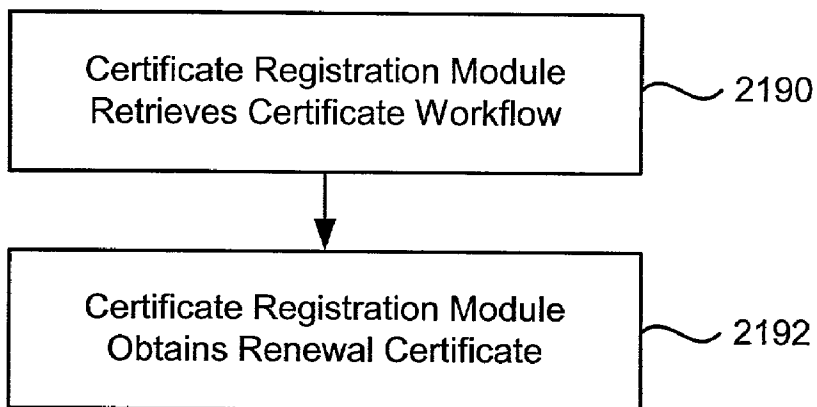 Certificate Registration Module
Retrieves Certificate Workflow
2190
Certificate Registration Module
Obtains Renewal Certificate
2192